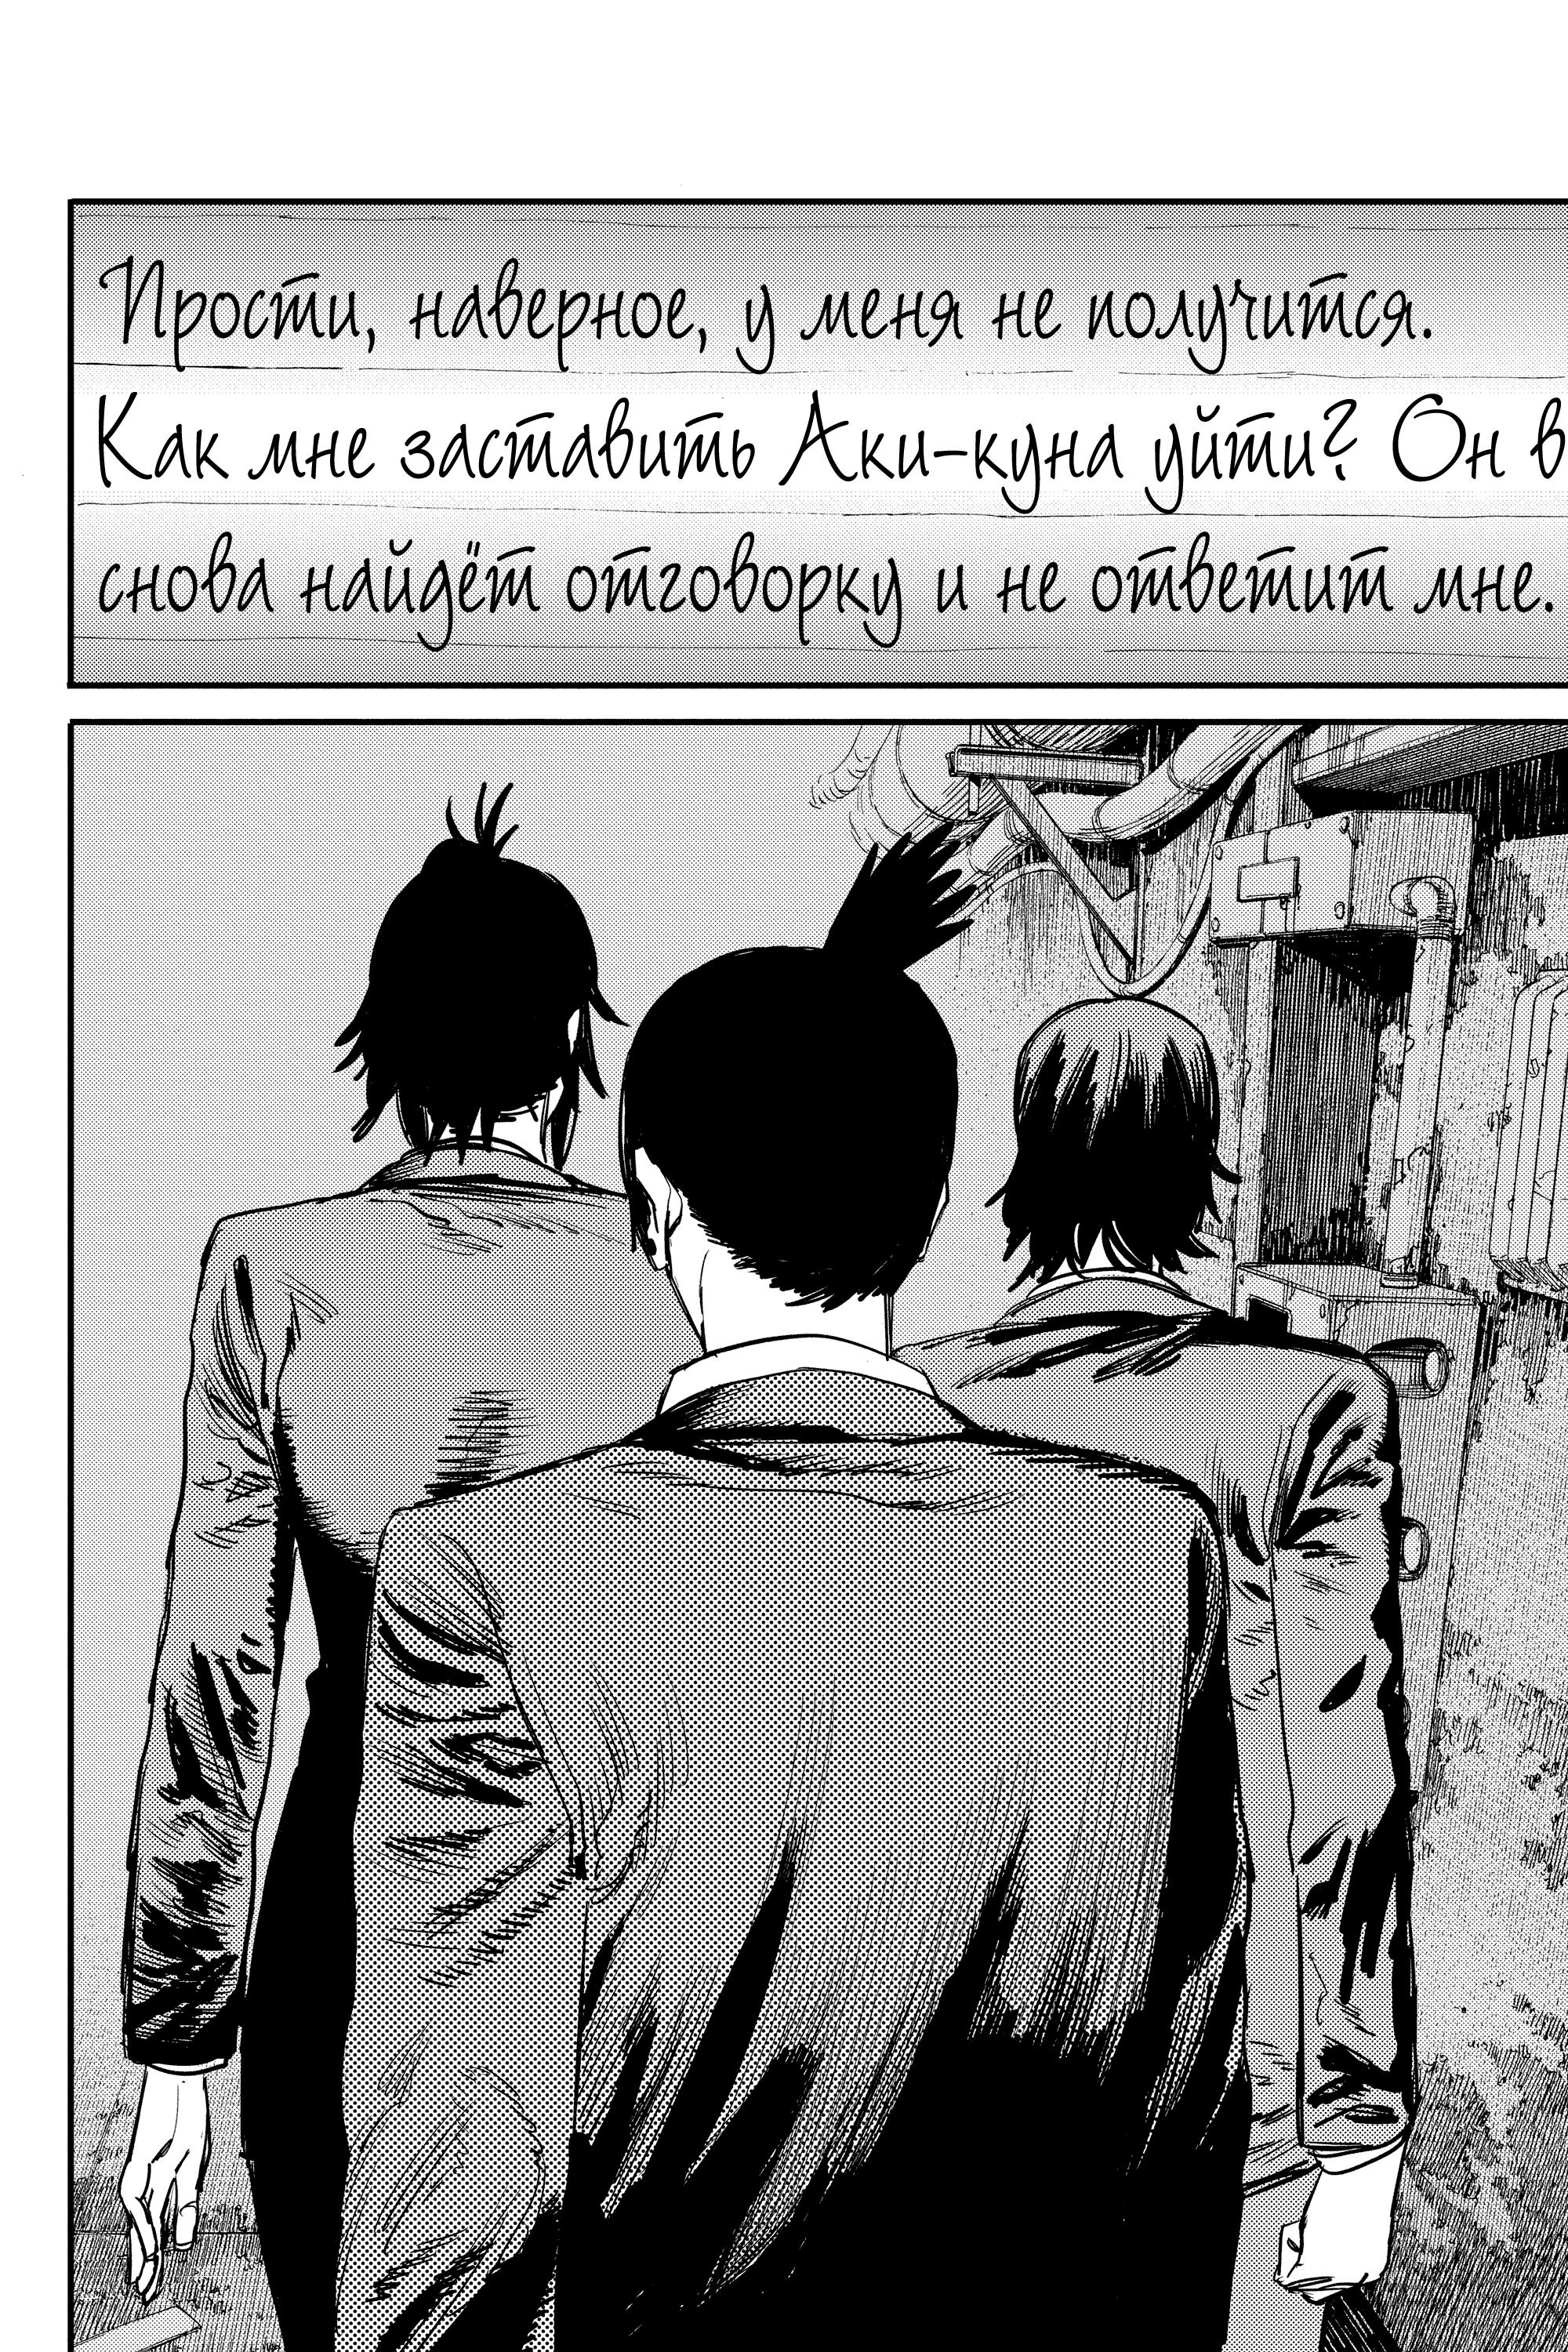 Прости, наверное, у меня не получится.
Как мне заставить Аки-куна уйти? Он в
снова найдёт отговорку и не ответит мне.